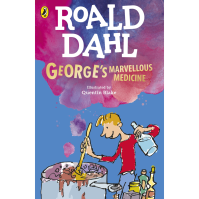 ROALD
DAHL
GEORGE'S MARVELLOUS
MEDICINE
Illustrated by
Quentin Blake